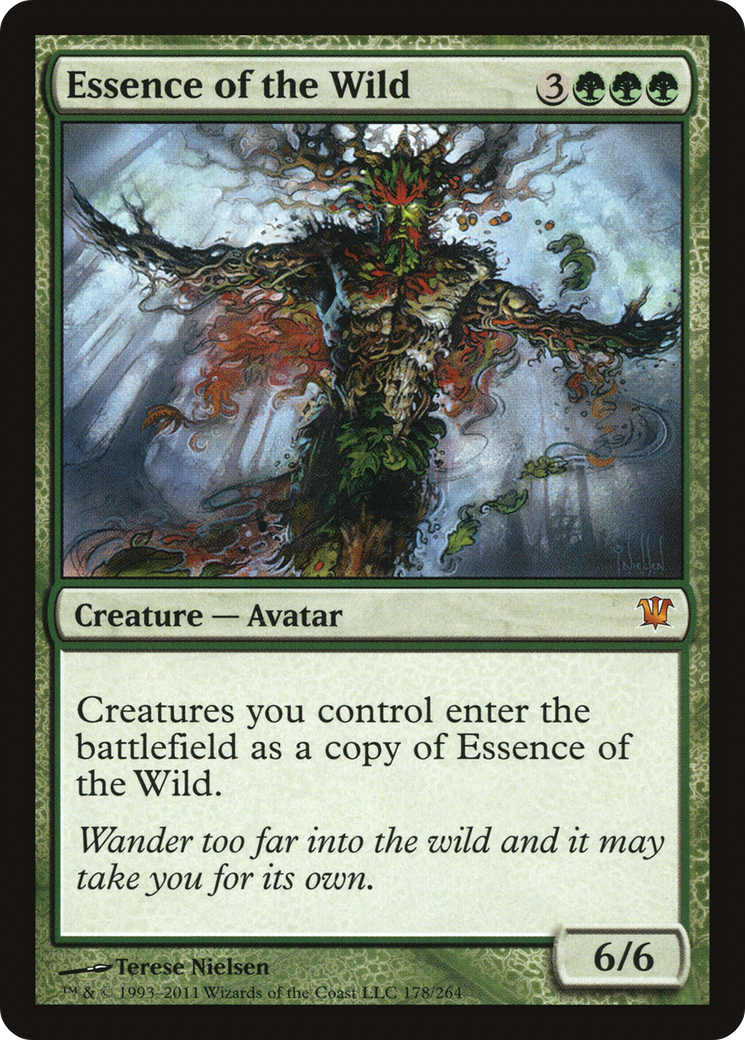 Essence of the Wild 3
NIELSEN
Creature — Avatar
Creatures you control enter the
battlefield as a copy of Essence of
the Wild.
Wander too far into the wild and it may
take you for its own.
6/6
Terese Nielsen
™ & © 1993–2011 Wizards of the Coast LLC 178/264